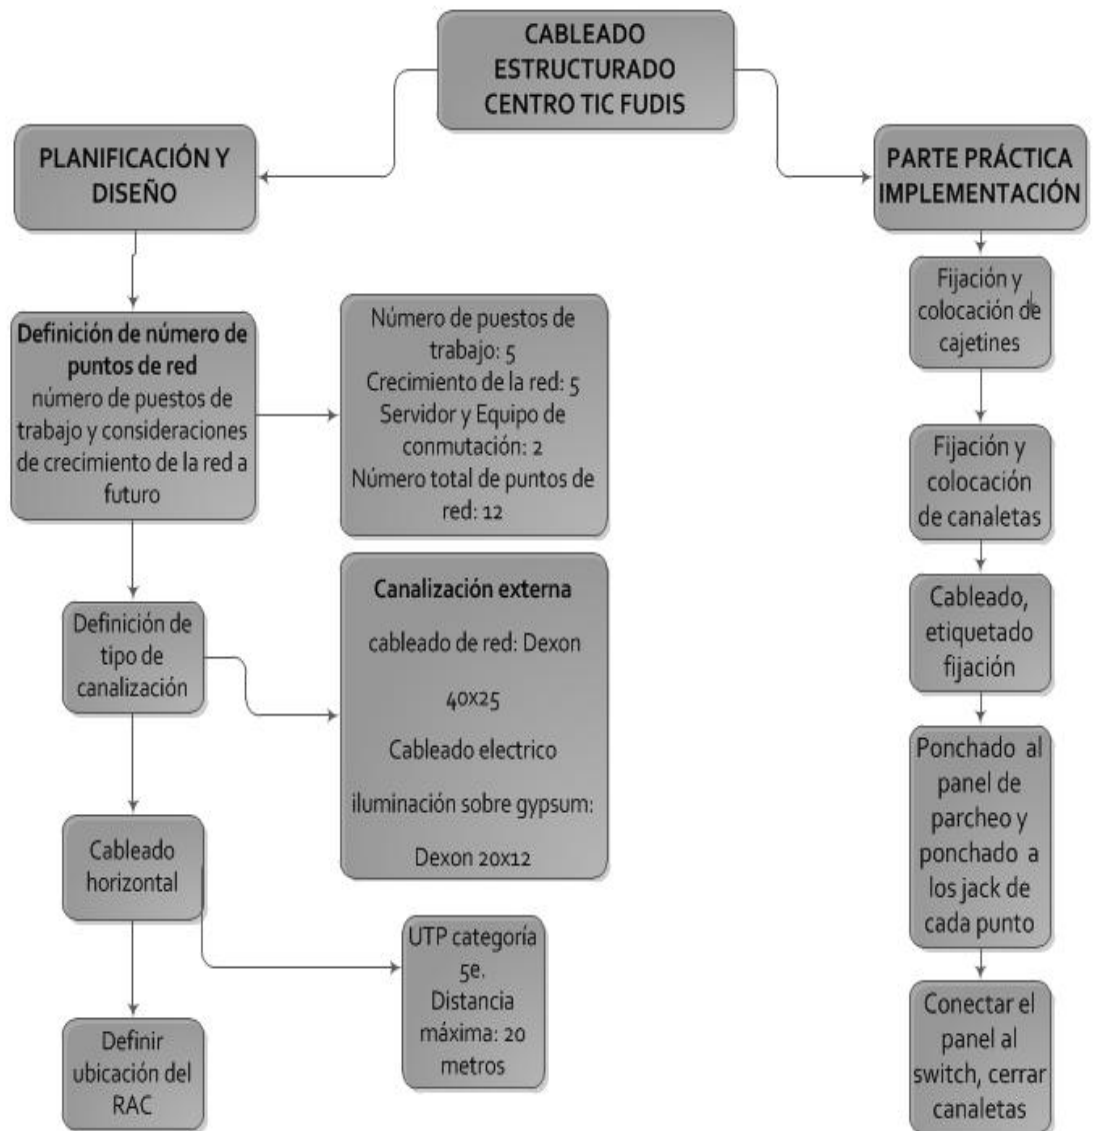 CABLEADO
ESTRUCTURADO
CENTRO TIC FUDIS
PLANIFICACIÓN Y
DISEÑO
Definición de número de
puntos de red
número de puestos de
trabajo y consideraciones
de crecimiento de la red a
futuro
Número de puestos de
trabajo: 5
Crecimiento de la red: 5
Servidor y Equipo de
conmutación: 2
Número total de puntos de
red: 12
Definición de
tipo de
canalización
Canalización externa
cableado de red: Dexon
40x25
Cableado electrico
iluminación sobre gypsum:
Dexon 20x12
Cableado
horizontal
UTP categoría
5e.
Distancia
máxima: 20
metros
Definir
ubicación del
RAC
PARTE PRÁCTICA
IMPLEMENTACIÓN
Fijación y
colocación de
cajetines
Fijación y
colocación
de canaletas
Cableado,
etiquetado
fijación
Ponchado al
panel de
parcheo y
ponchado a
los jack de
cada punto
Conectar el
panel al
switch, cerrar
canaletas